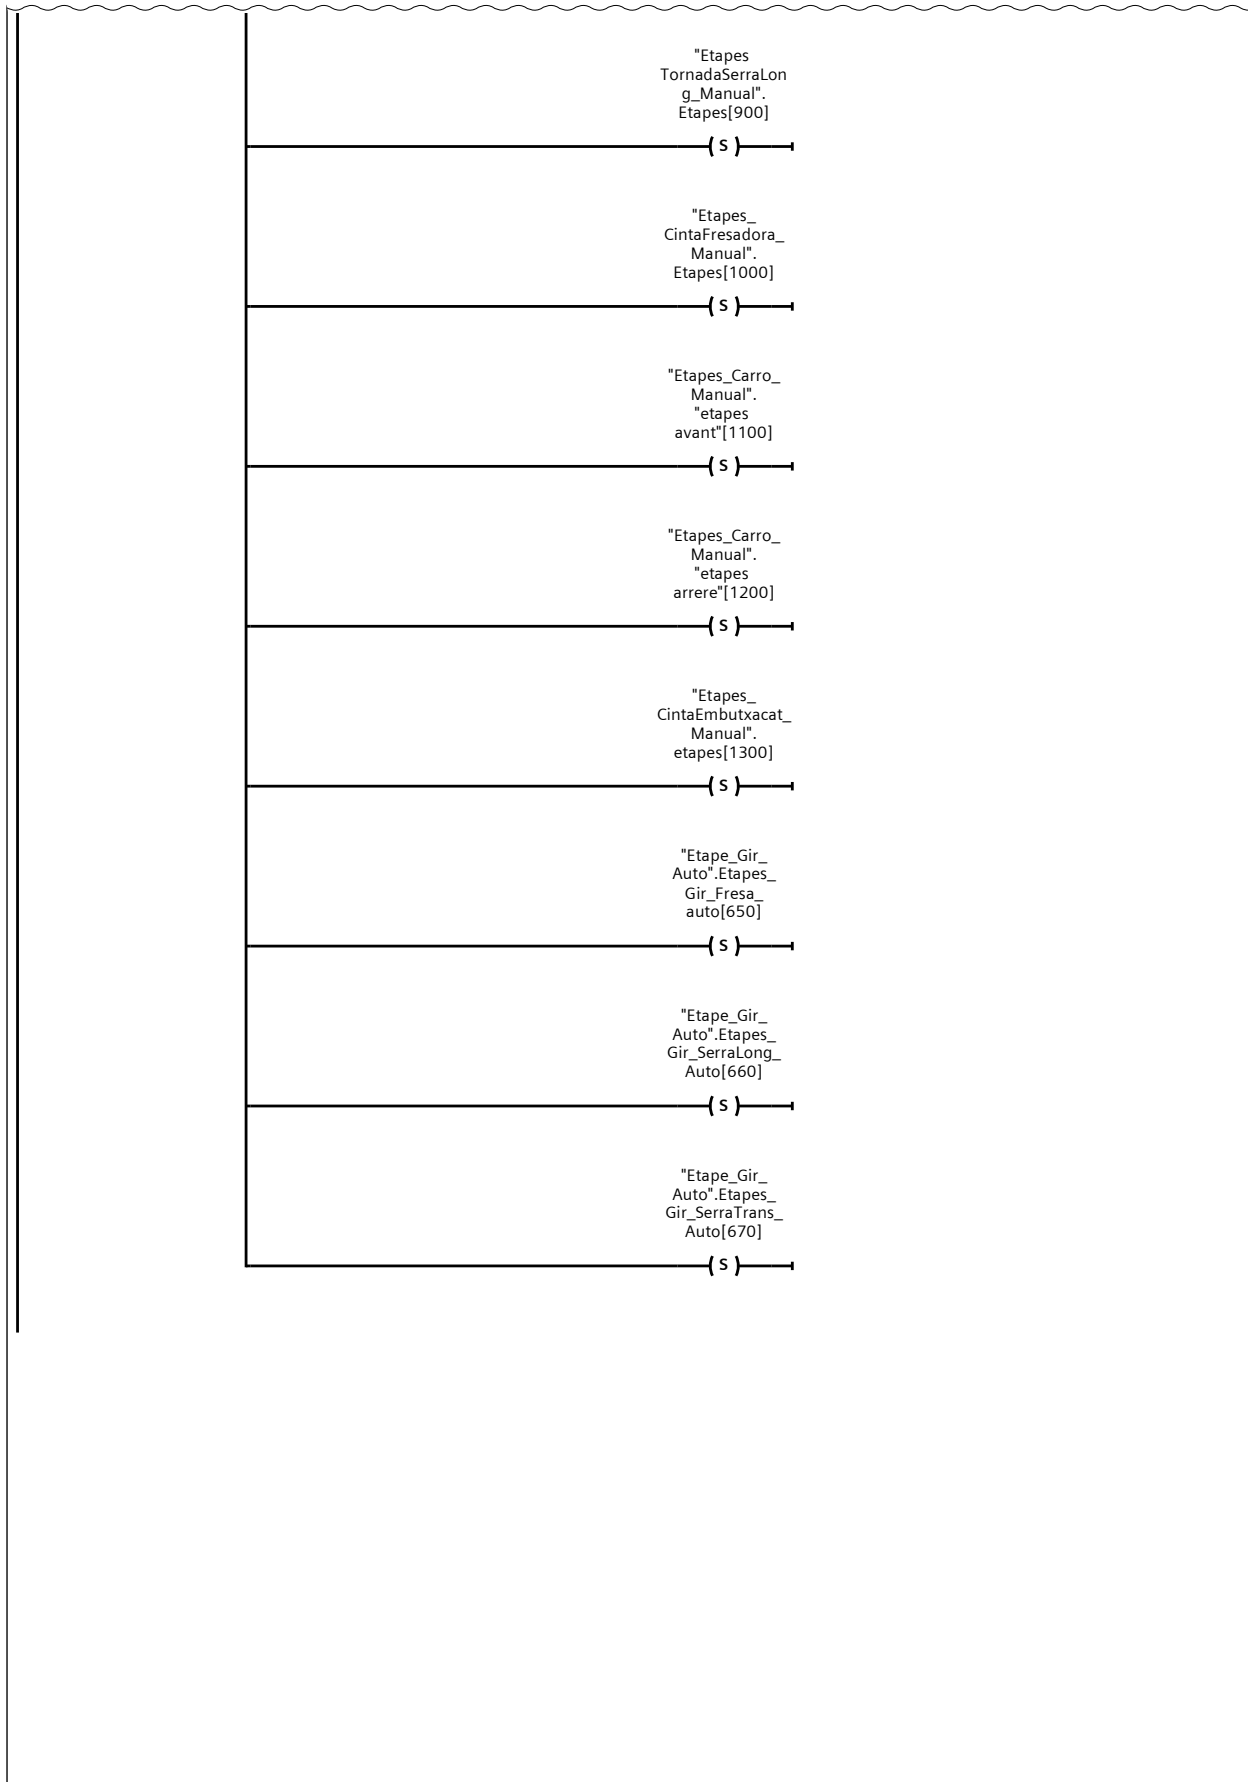 "Etapes
TornadaSerraLon
g_Manual".
Etapes[900]
( S )
"Etapes_
CintaFresadora_
Manual".
Etapes[1000]
( S )
"Etapes_Carro_
Manual".
"etapes
avant"[1100]
( S )
"Etapes_Carro_
Manual".
"etapes
arrere"[1200]
( S )
"Etapes_
CintaEmbutxacat_
Manual".
etapes[1300]
( S )
"Etape_Gir_
Auto".Etapes_
Gir_Fresa_
auto[650]
( S )
"Etape_Gir_
Auto".Etapes_
Gir_SerraLong_
Auto[660]
( S )
"Etape_Gir_
Auto".Etapes_
Gir_SerraTrans_
Auto[670]
( S )